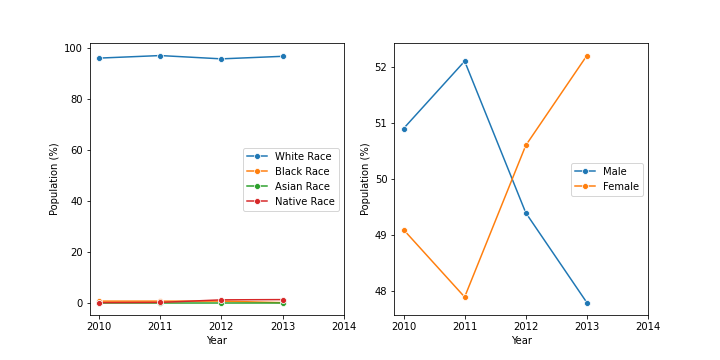 100
80
60
40
20
0
Population (%)
2010 2011 2012 2013 2014
Year
White Race
Black Race
Asian Race
Native Race
52
51
50
49
48
Population (%)
2010 2011 2012 2013 2014
Year
Male
Female